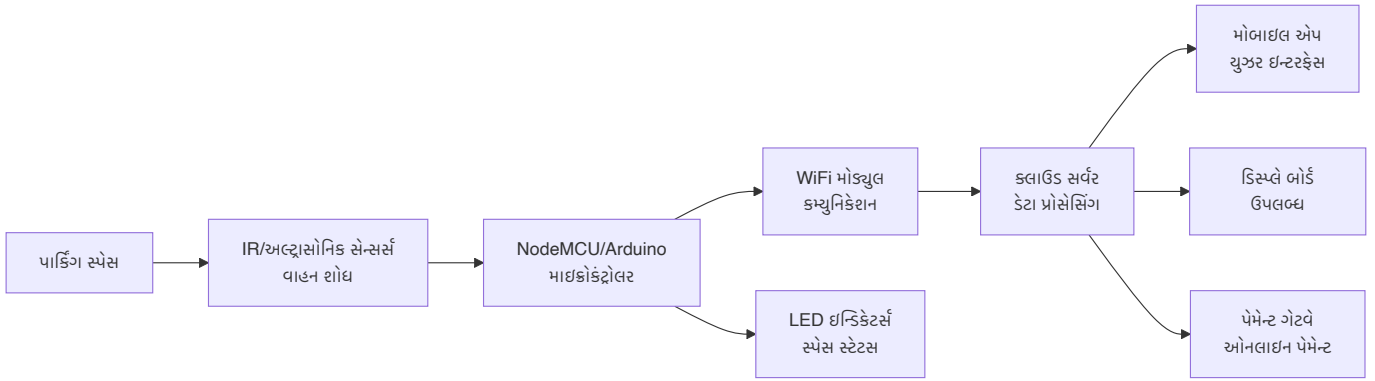 પાર્કિંગ સ્પેસ
IR/અલ્ટ્રાસોનિક સેન્સર્સ
વાહન શોધ
NodeMCU/Arduino
માઇક્રોકંટ્રોલર
WiFi મોડ્યુલ
કમ્યુનિકેશન
LED ઇન્ડિકેટર્સ
સ્પેસ સ્ટેટસ
ક્લાઉડ સર્વર
ડેટા પ્રોસેસિંગ
મોબાઇલ એપ
યુઝર ઇન્ટરફેસ
ડિસ્પ્લે બોર્ડ
ઉપલબ્ધ
પેમેન્ટ ગેટવે
ઓનલાઇન પેમેન્ટ